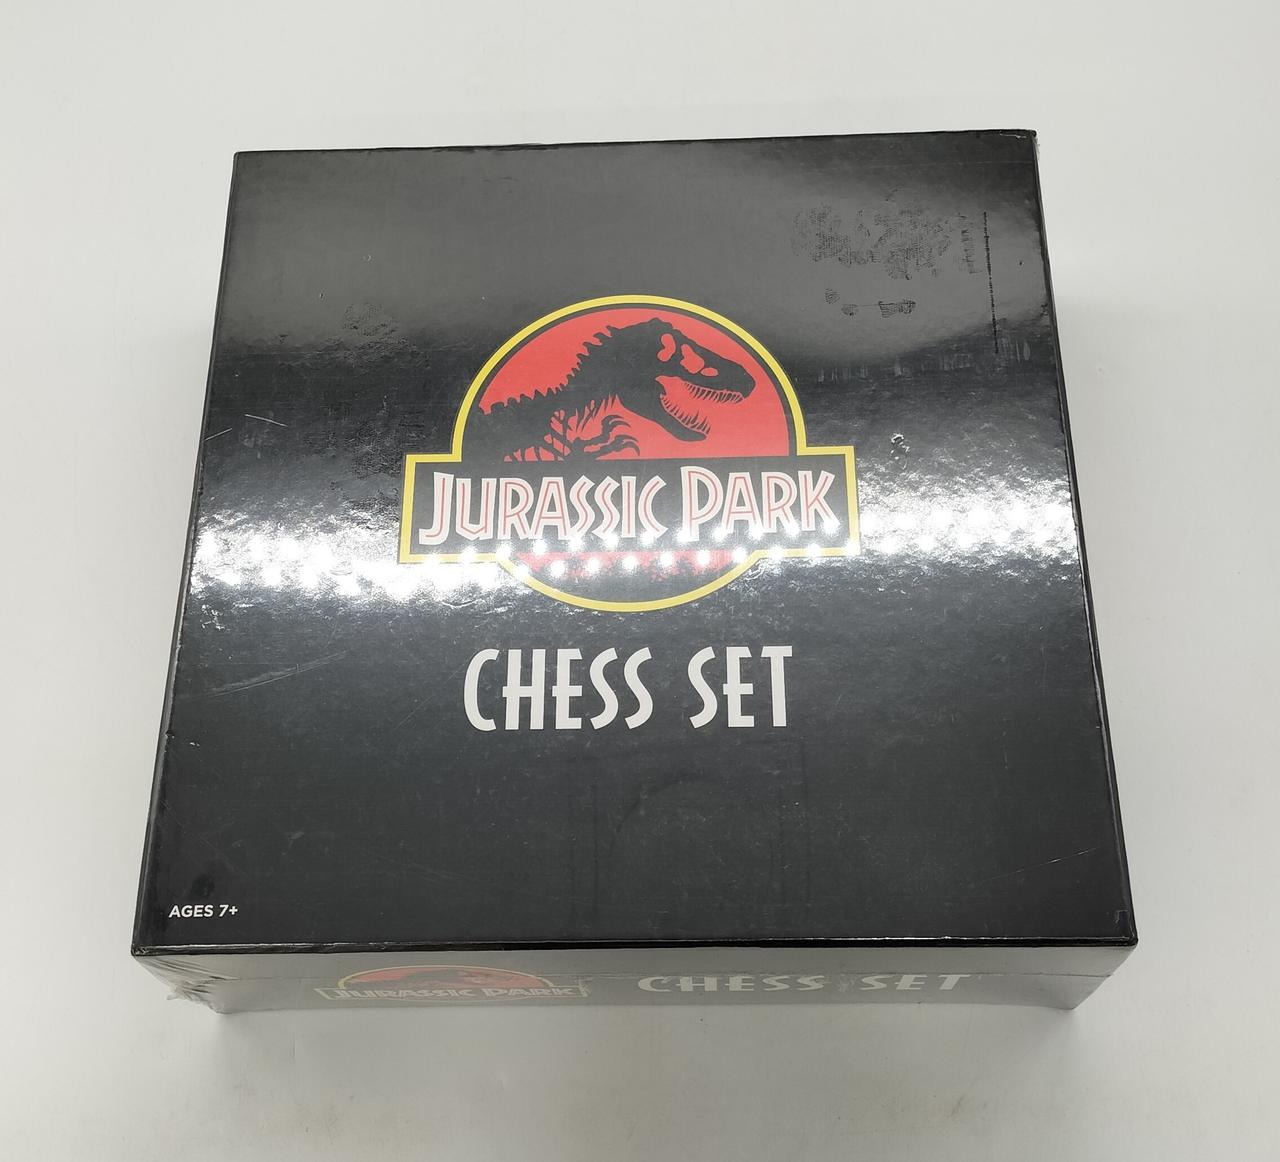 JURASSIC PARK
CHESS SET
AGES 7+
JURASSIC PARK CHESS SET